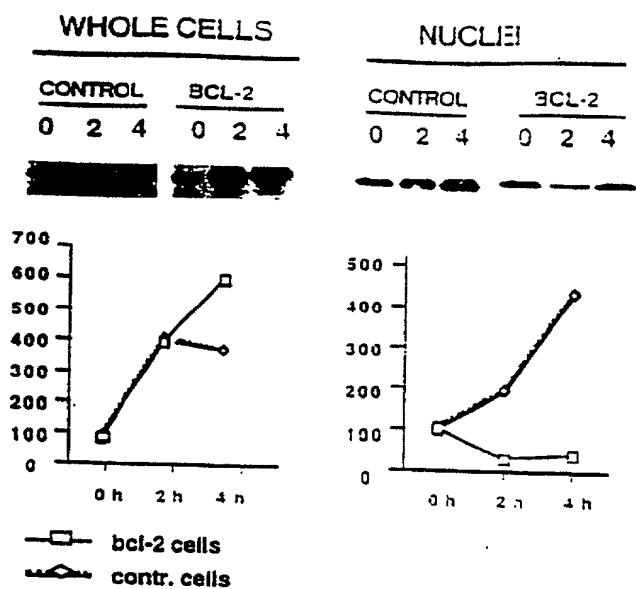 WHOLE CELLS
CONTROL BCL-2
0 2 4 0 2 4
700
600
500
400
300
200
100
0
0 h 2 h 4 h
NUCLEI
CONTROL BCL-2
0 2 4 0 2 4
500
400
300
200
100
0
0 h 2 h 4 h
bcl-2 cells
contr. cells